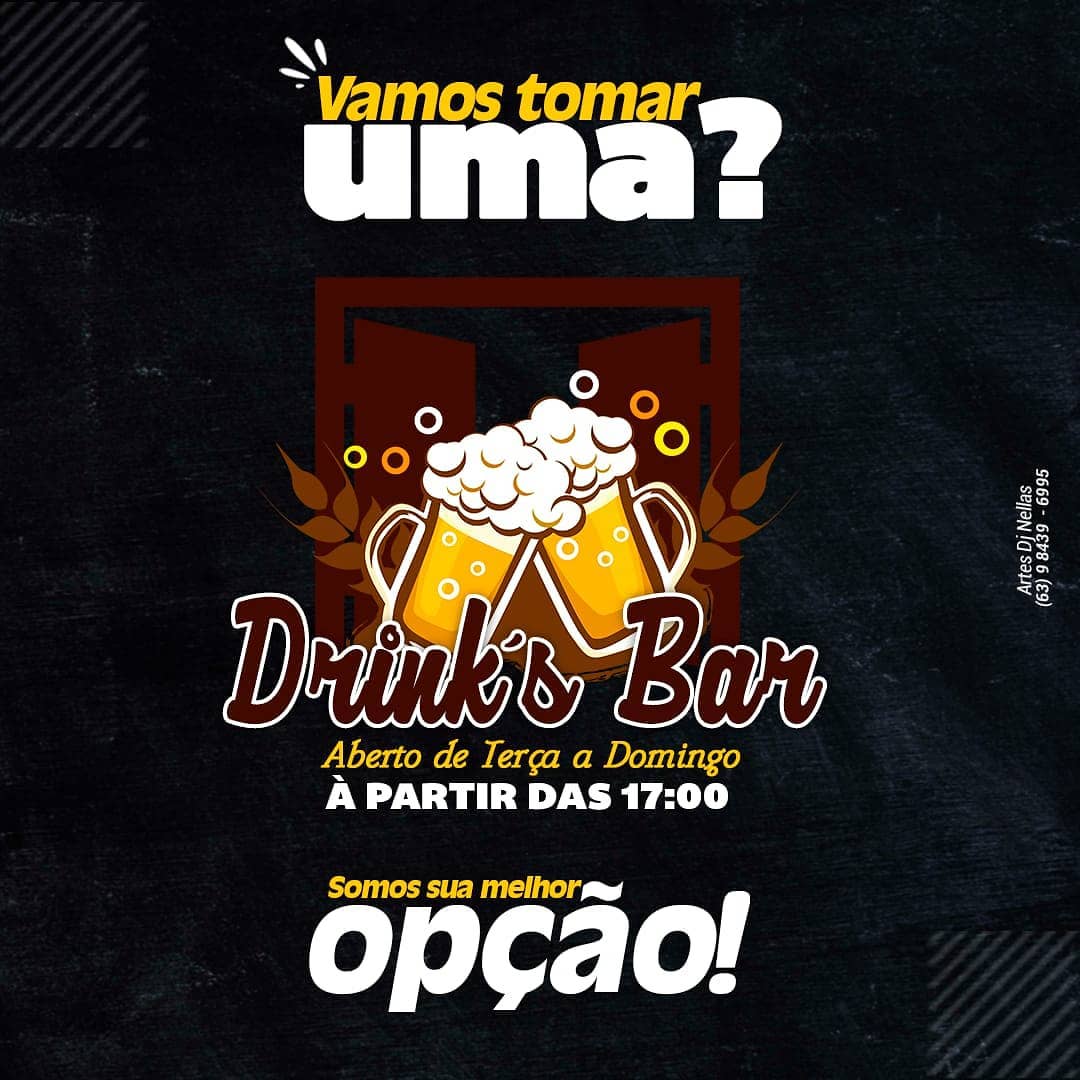 Vamos tomar
uma?
Drink´s Bar
Aberto de Terça a Domingo
À PARTIR DAS 17:00
Somos sua melhor
opção!
Artes Dj Nellas
(63) 9 8439 - 6995